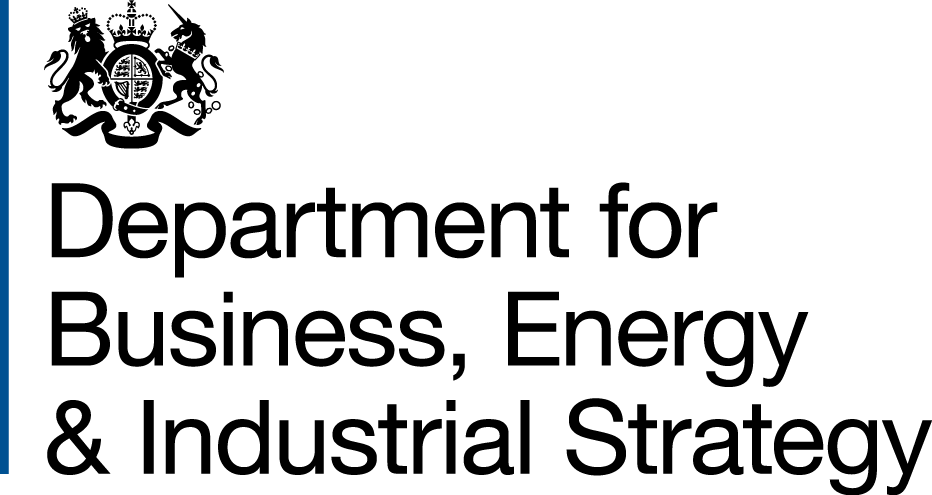 Department for
Business, Energy
& Industrial Strategy